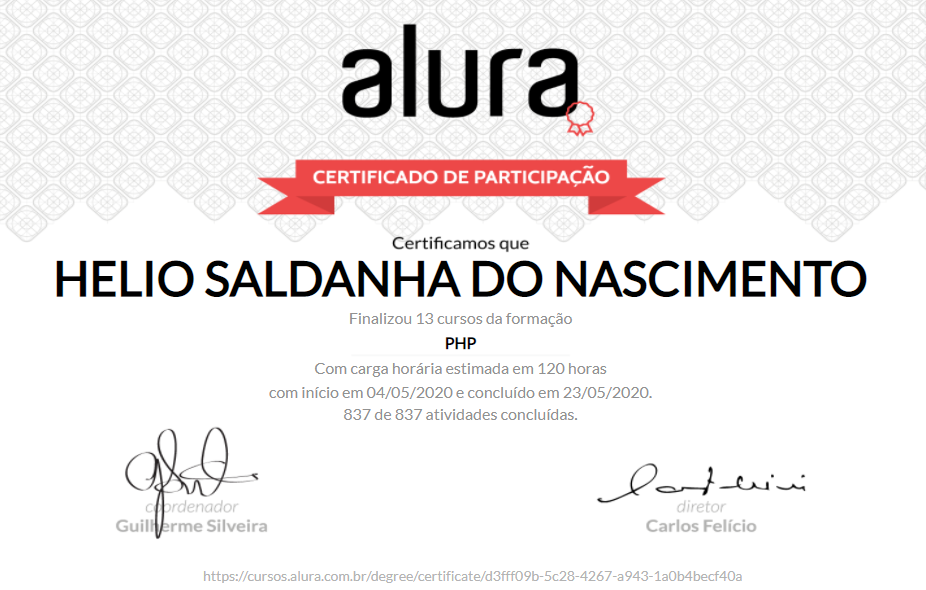 alura
CERTIFICADO DE PARTICIPAÇÃO
Certificamos que
HELIO SALDANHA DO NASCIMENTO
Finalizou 13 cursos da formação
PHP
Com carga horária estimada em 120 horas
com início em 04/05/2020 e concluído em 23/05/2020.
837 de 837 atividades concluídas.
coordenador
Guilherme Silveira
diretor
Carlos Felício
https://cursos.alura.com.br/degree/certificate/d3fff09b-5c28-4267-a943-1a0b4becf40a